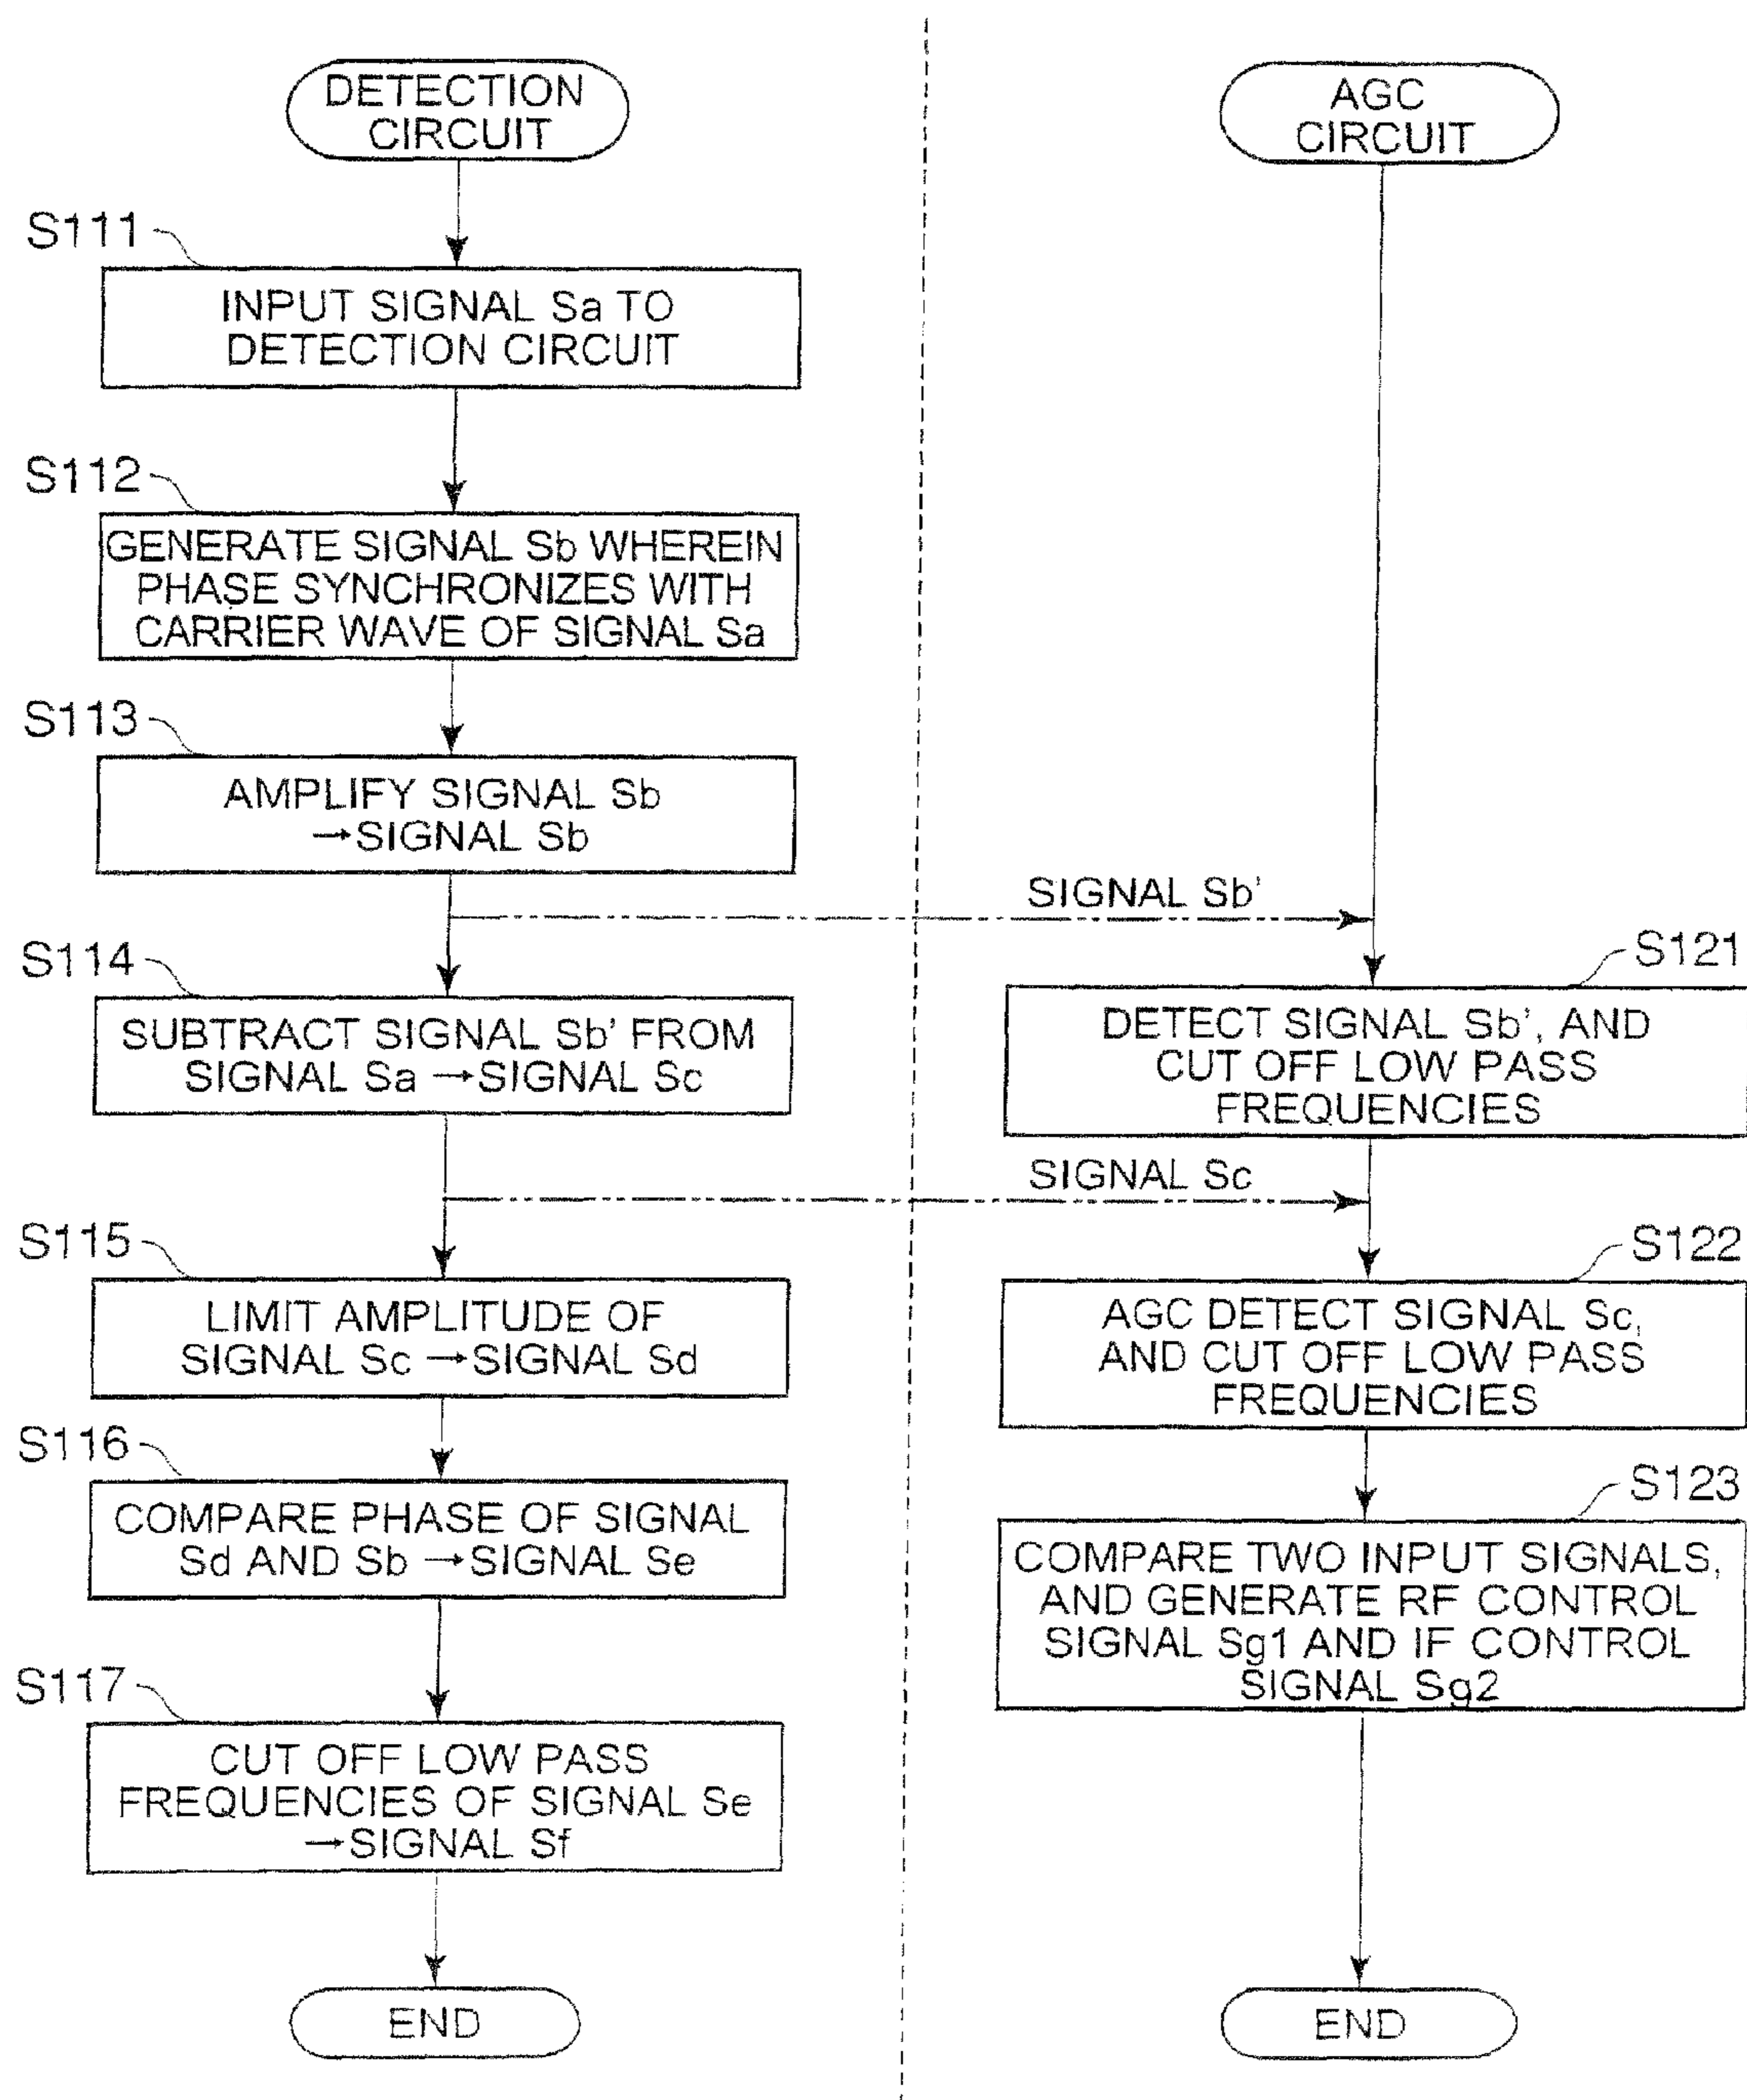 DETECTION
CIRCUIT
S111
INPUT SIGNAL Sa TO
DETECTION CIRCUIT
S112
GENERATE SIGNAL Sb WHEREIN
PHASE SYNCHRONIZES WITH
CARRIER WAVE OF SIGNAL Sa
S113
AMPLIFY SIGNAL Sb
→SIGNAL Sb
S114
SUBTRACT SIGNAL Sb' FROM
SIGNAL Sa →SIGNAL Sc
S115
LIMIT AMPLITUDE OF
SIGNAL Sc →SIGNAL Sd
S116
COMPARE PHASE OF SIGNAL
Sd AND Sb →SIGNAL Se
S117
CUT OFF LOW PASS
FREQUENCIES OF SIGNAL Se
→SIGNAL Sf
END
AGC
CIRCUIT
SIGNAL Sb'
S121
DETECT SIGNAL Sb', AND
CUT OFF LOW PASS
FREQUENCIES
SIGNAL Sc
S122
AGC DETECT SIGNAL Sc,
AND CUT OFF LOW PASS
FREQUENCIES
S123
COMPARE TWO INPUT SIGNALS,
AND GENERATE RF CONTROL
SIGNAL Sg1 AND IF CONTROL
SIGNAL Sg2
END